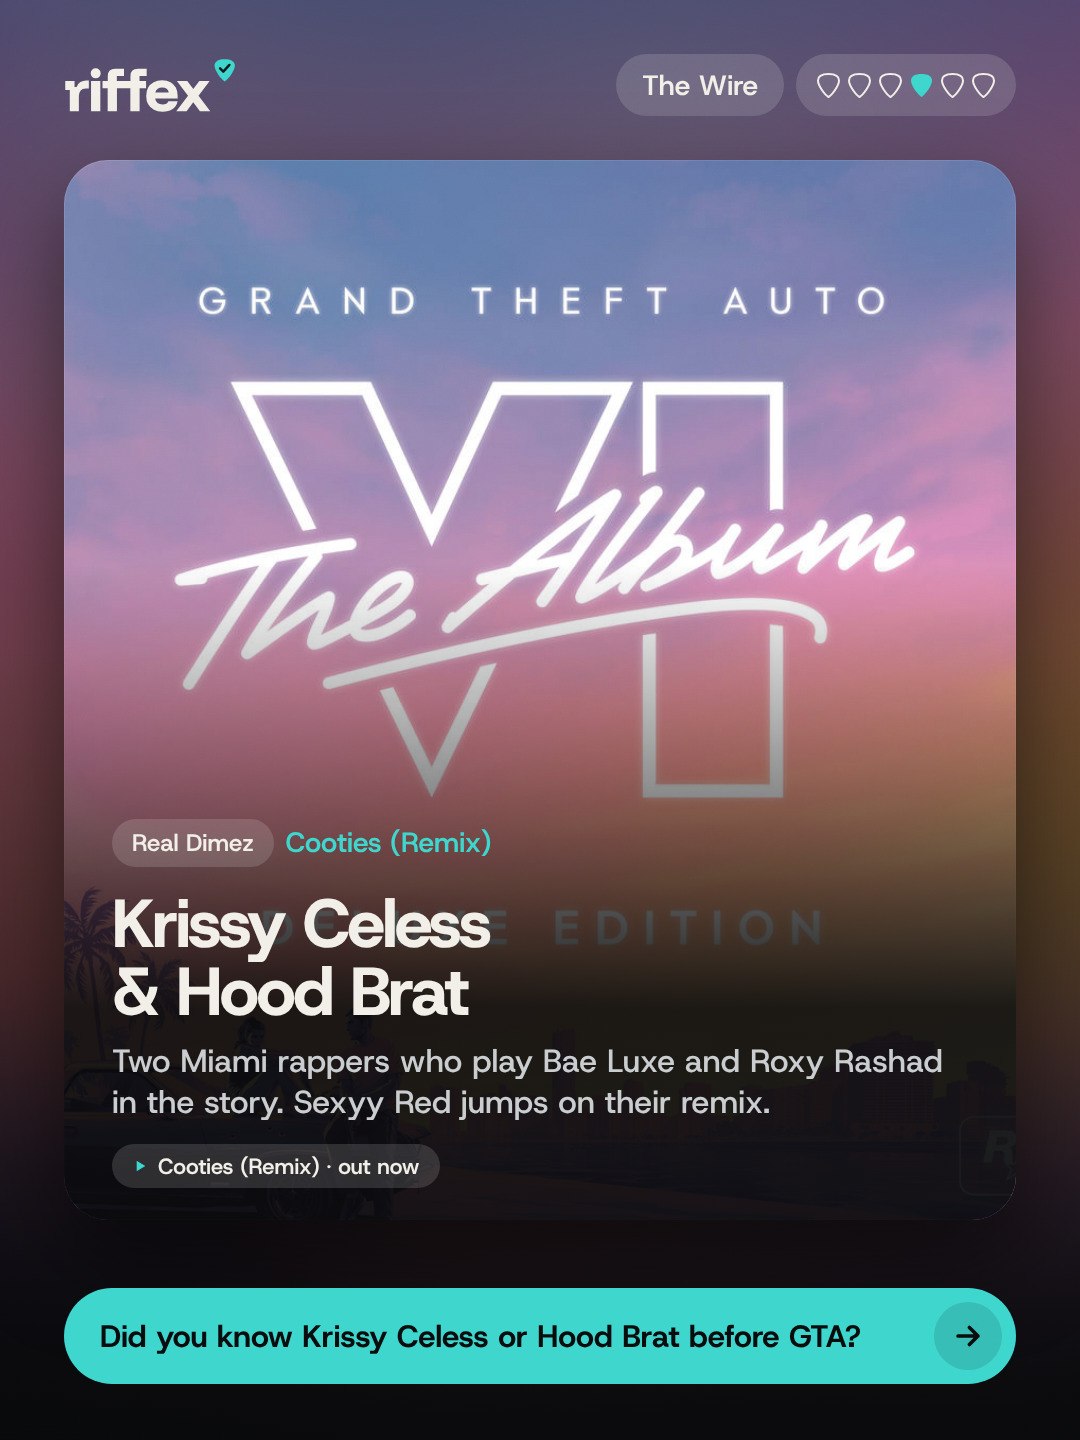 riffex
The Wire
GRAND THEFT AUTO
VI
The Album
DELUXE EDITION
Real Dimez
Cooties (Remix)
Krissy Celess
& Hood Brat
Two Miami rappers who play Bae Luxe and Roxy Rashad
in the story. Sexyy Red jumps on their remix.
Cooties (Remix) · out now
R
Did you know Krissy Celess or Hood Brat before GTA?